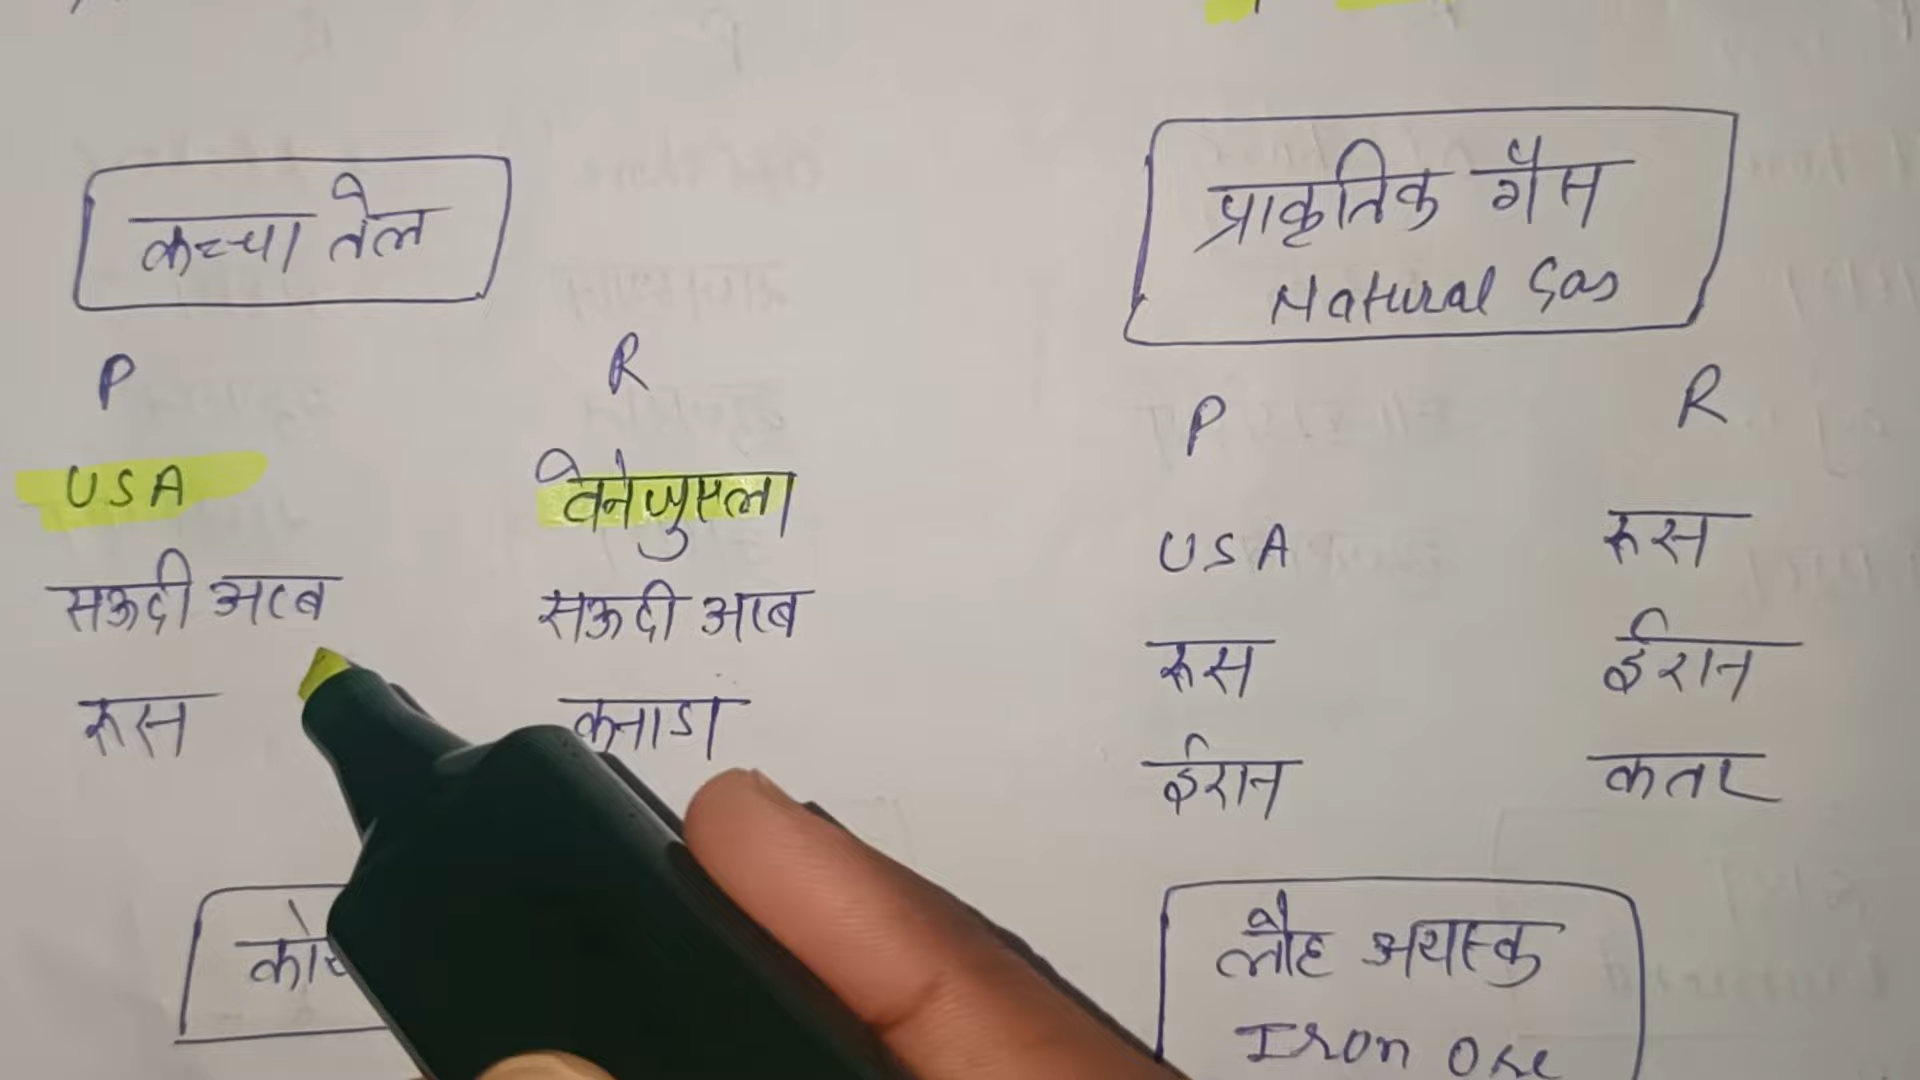 कच्चा तेल
P R
USA वेनेजुएला
सऊदी अरब सऊदी अरब
रूस कनाडा
प्राकृतिक गैस
Natural Gas
P R
USA रूस
रूस ईरान
ईरान कतर
लौह अयस्क
Iron Ore